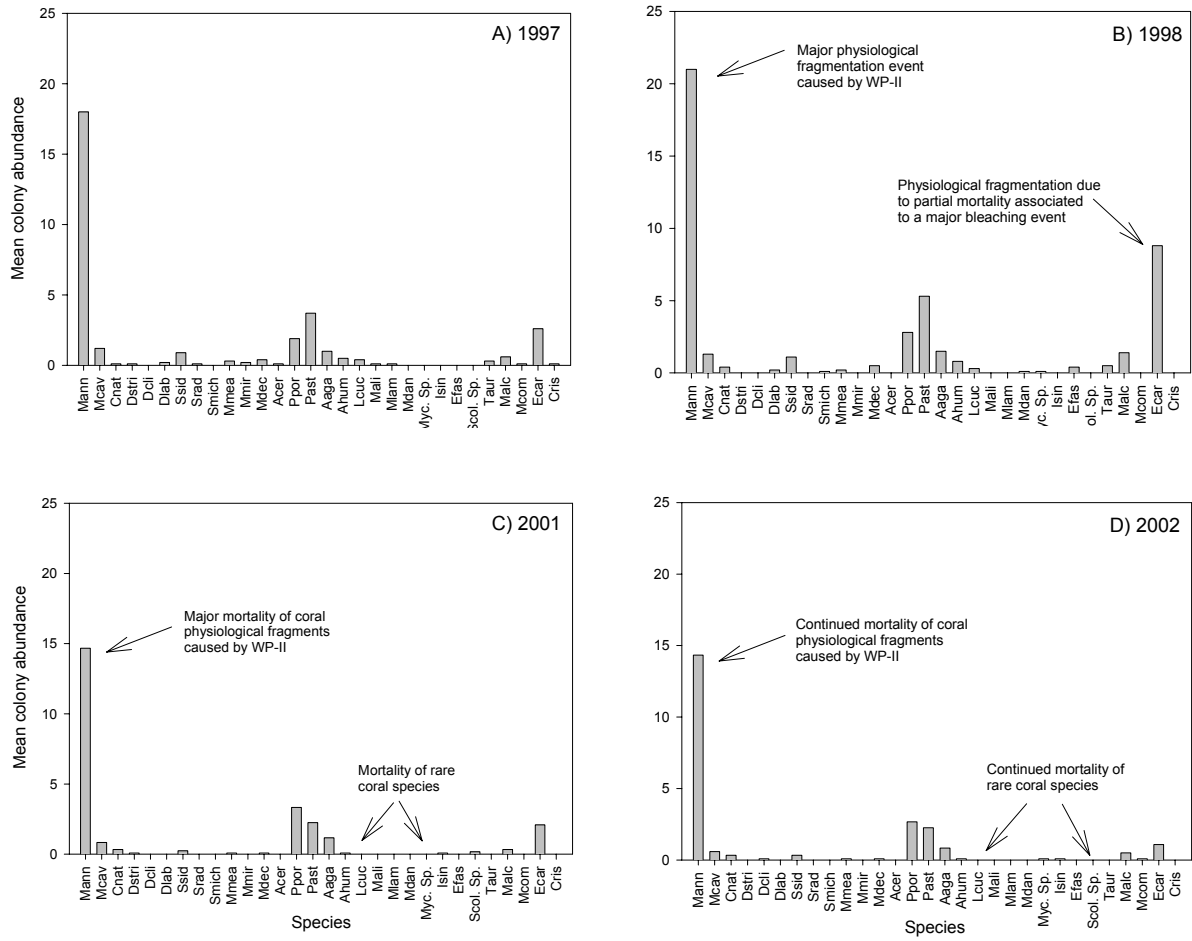 A) 1997
25
20
15
10
5
0
Mean colony abundance
Mann Mcav Cnat Dstri Dcli Dlab Ssid Srad Smich Mmea Mmir Mdec Acer Ppor Past Aaga Ahum Lcuc Mali Mlam Mdan Myc. Sp. Isin Efas Scol. Sp. Taur Malc Mcom Ecar Cris
B) 1998
25
20
15
10
5
0
Major physiological
fragmentation event
caused by WP-II
Physiological fragmentation due
to partial mortality associated
to a major bleaching event
Mann Mcav Cnat Dstri Dcli Dlab Ssid Srad Smich Mmea Mmir Mdec Acer Ppor Past Aaga Ahum Lcuc Mali Mlam Mdan yc. Sp. Isin Efas ol. Sp. Taur Malc Mcom Ecar Cris
C) 2001
25
20
15
10
5
0
Mean colony abundance
Major mortality of coral
physiological fragments
caused by WP-II
Mortality of rare
coral species
Mann Mcav Cnat Dstri Dcli Dlab Ssid Srad Smich Mmea Mmir Mdec Acer Ppor Past Aaga Ahum Lcuc Mali Mlam Mdan Myc. Sp. Isin Efas Scol. Sp. Taur Malc Mcom Ecar Cris
Species
D) 2002
25
20
15
10
5
0
Continued mortality of coral
physiological fragments
caused by WP-II
Continued mortality of
rare coral species
Mann Mcav Cnat Dstri Dcli Dlab Ssid Srad Smich Mmea Mmir Mdec Acer Ppor Past Aaga Ahum Lcuc Mali Mlam Mdan Myc. Sp. Isin Efas Scol. Sp. Taur Malc Mcom Ecar Cris
Species